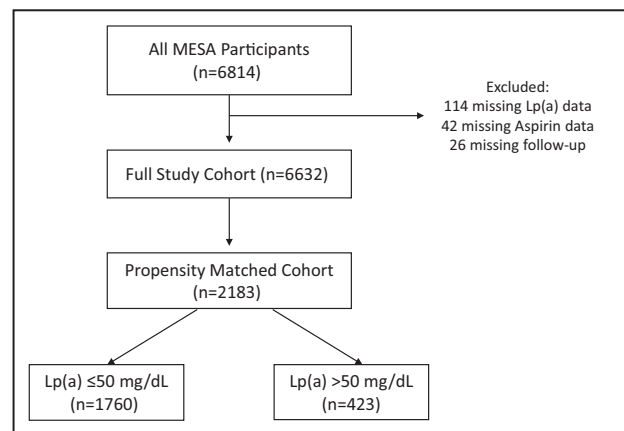 All MESA Participants
(n=6814)
Excluded:
114 missing Lp(a) data
42 missing Aspirin data
26 missing follow-up
Full Study Cohort (n=6632)
Propensity Matched Cohort
(n=2183)
Lp(a) ≤50 mg/dL
(n=1760)
Lp(a) >50 mg/dL
(n=423)